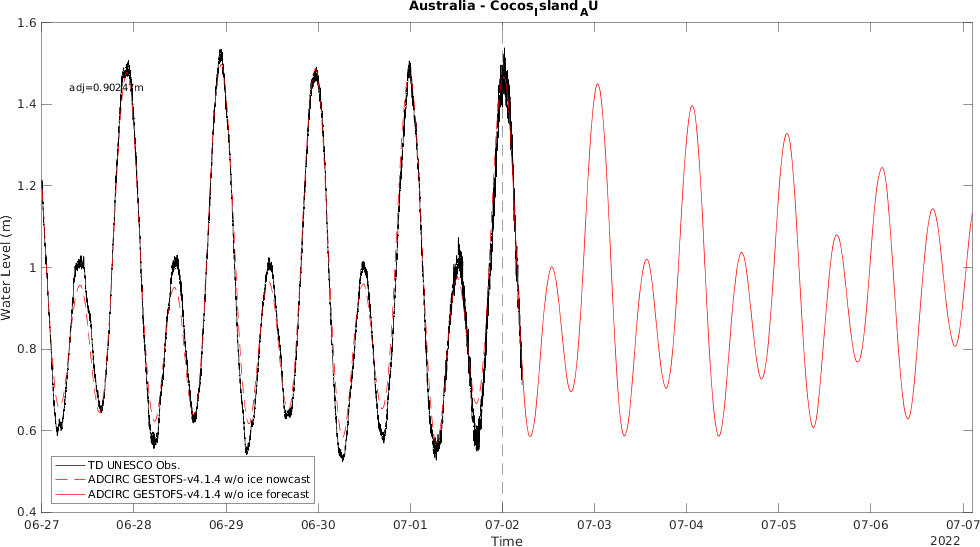 Australia - Cocos_Island_AU
1.6
1.4
1.2
1
0.8
0.6
0.4
Water Level (m)
adj=0.90247m
TD UNESCO Obs.
ADCIRC GESTOFS-v4.1.4 w/o ice nowcast
ADCIRC GESTOFS-v4.1.4 w/o ice forecast
06-27 06-28 06-29 06-30 07-01 07-02 07-03 07-04 07-05 07-06 07-07
Time
2022